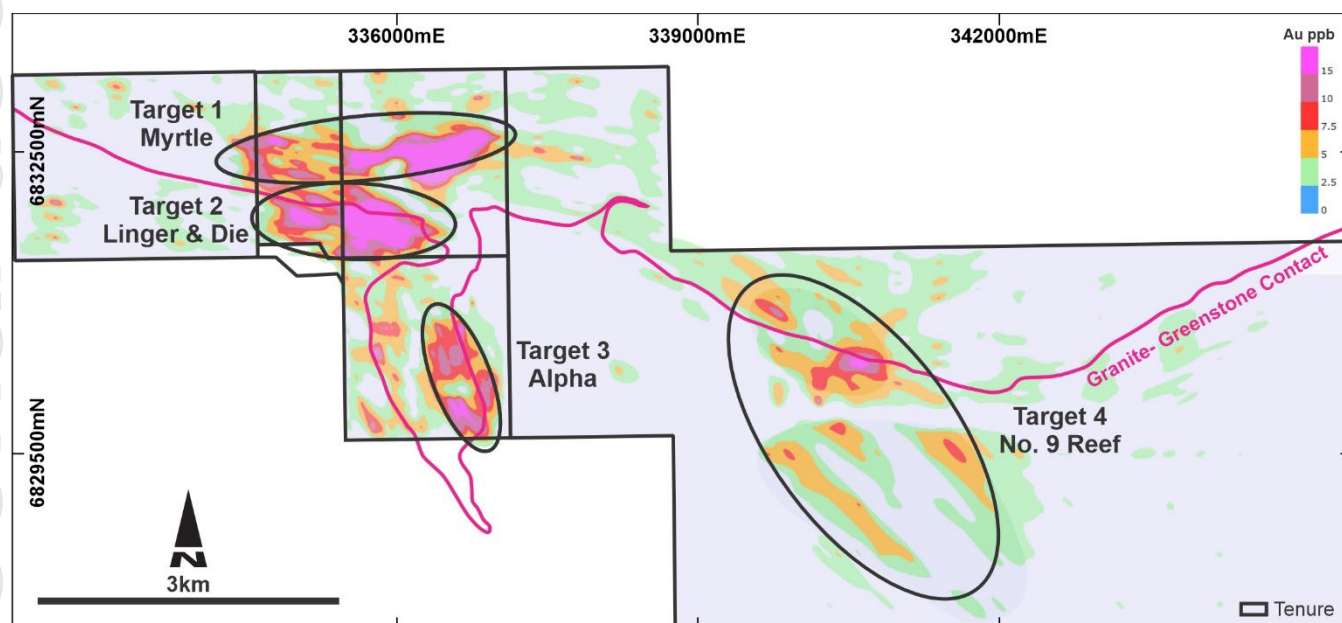 336000mE
339000mE
342000mE
Au ppb
15
10
7.5
5
2.5
0
6832500mN
6829500mN
Target 1
Myrtle
Target 2
Linger & Die
Target 3
Alpha
Target 4
No. 9 Reef
Granite- Greenstone Contact
N
3km
Tenure